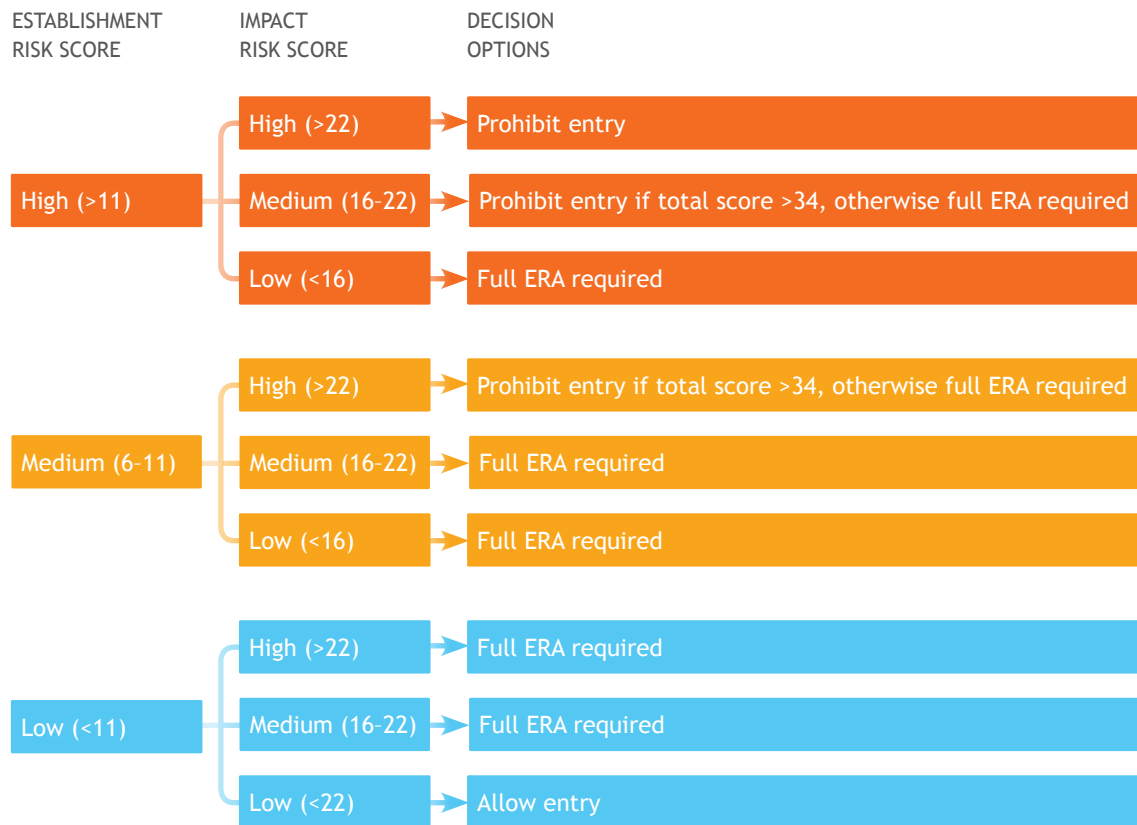 ESTABLISHMENT
RISK SCORE
IMPACT
RISK SCORE
DECISION
OPTIONS
High (>11)
High (>22)
Prohibit entry
Medium (16–22)
Prohibit entry if total score >34, otherwise full ERA required
Low (<16)
Full ERA required
Medium (6–11)
High (>22)
Prohibit entry if total score >34, otherwise full ERA required
Medium (16–22)
Full ERA required
Low (<16)
Full ERA required
Low (<11)
High (>22)
Full ERA required
Medium (16–22)
Full ERA required
Low (<22)
Allow entry